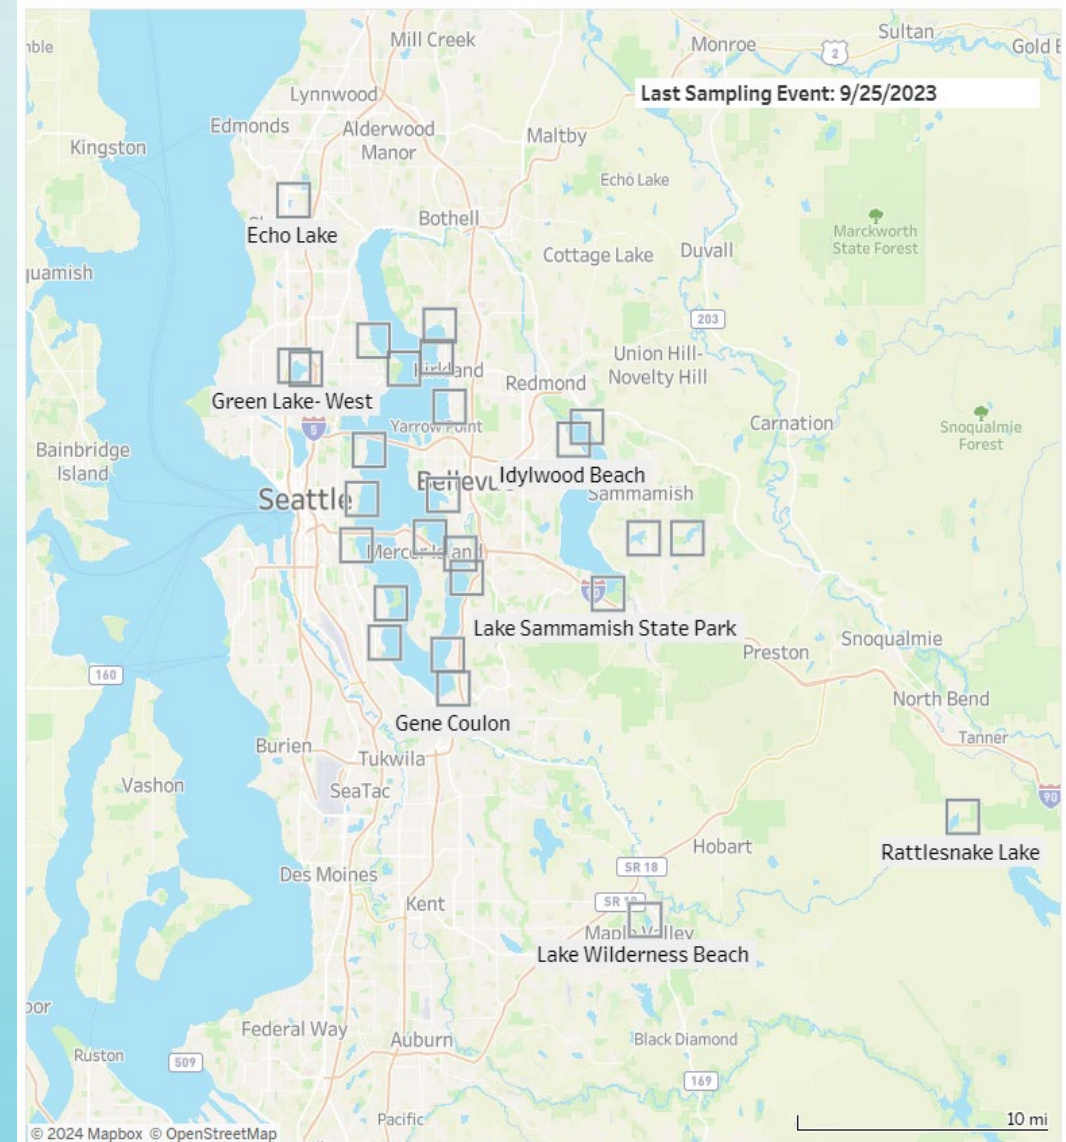 Mill Creek
Sultan
Monroe
2
Gold
Last Sampling Event: 9/25/2023
Lynnwood
Edmonds
Alderwood
Manor
Maltby
Kingston
Echo Lake
Bothell
Echo Lake
Marckworth
State Forest
Cottage Lake
Duvall
203
Kirkland
Union Hill-
Novelty Hill
Redmond
Green Lake- West
Yarrow Point
5
Carnation
Snoqualmie
Forest
Bainbridge
Island
Idylwood Beach
Seattle
Sammamish
Mercer Island
90
Lake Sammamish State Park
Snoqualmie
Preston
160
North Bend
Gene Coulon
Tanner
Burien
Tukwila
Vashon
SeaTac
90
Hobart
Rattlesnake Lake
SR 18
Des Moines
Kent
Maple Valley
Lake Wilderness Beach
Federal Way
Auburn
Black Diamond
Ruston
509
169
Pacific
10 mi
© 2024 Mapbox © OpenStreetMap